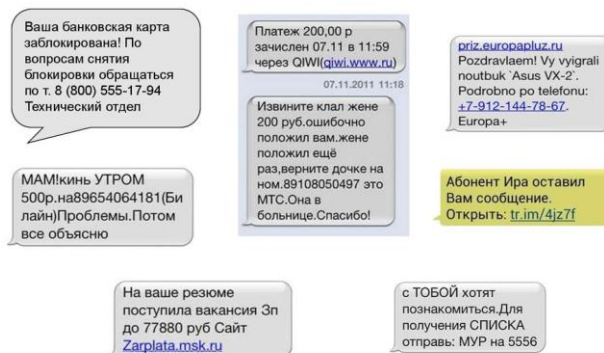 Ваша банковская карта
заблокирована! По
вопросам снятия
блокировки обращаться
по т. 8 (800) 555-17-94
Технический отдел
Платеж 200,00 р
зачислен 07.11 в 11:59
через QIWI(qiwi.www.ru)
07.11.2011 11:18
Извините клал жене
200 руб.ошибочно
положил вам.жене
положил ещё
раз,верните дочке на
ном.89108050497 это
МТС.Она в
больнице.Спасибо!
priz.europapluz.ru
Pozdravlaem! Vy vyigrali
noutbuk `Asus VX-2`.
Podrobno po telefonu:
+7-912-144-78-67.
Europa+
МАМ!кинь УТРОМ
500р.на89654064181(Би
лайн)Проблемы.Потом
все объясню
Абонент Ира оставил
Вам сообщение.
Открыть: tr.im/4jz7f
На ваше резюме
поступила вакансия Зп
до 77880 руб Сайт
Zarplata.msk.ru
с ТОБОЙ хотят
познакомиться.Для
получения СПИСКА
отправь: МУР на 5556